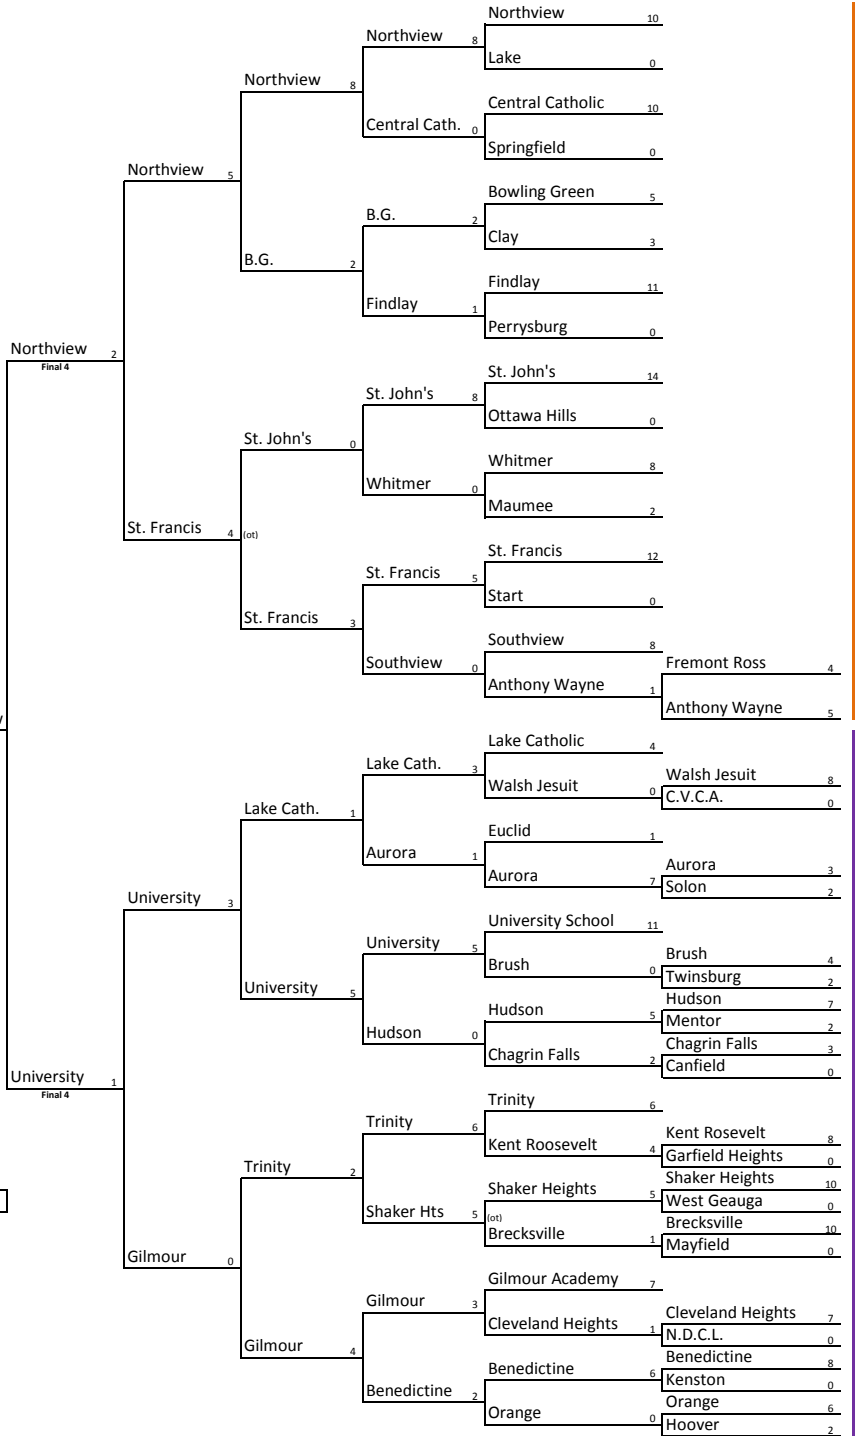 Northview 10
Northview 8
Lake 0
Northview 8
Central Catholic 10
Central Cath. 0
Springfield 0
Northview 5
Bowling Green 5
B.G. 2
Clay 3
B.G. 2
Findlay 11
Findlay 1
Perrysburg 0
Northview 2
Final 4
St. John's 14
St. John's 8
Ottawa Hills 0
St. John's 0
Whitmer 8
Whitmer 0
Maumee 2
St. Francis 4 (ot)
St. Francis 12
St. Francis 5
Start 0
St. Francis 3
Southview 8
Southview 0
Fremont Ross 4
Anthony Wayne 1
Anthony Wayne 5
Lake Catholic 4
Lake Cath. 3
Walsh Jesuit 8
Walsh Jesuit 0
C.V.C.A. 0
Lake Cath. 1
Euclid 1
Aurora 1
Aurora 3
Aurora 7
Solon 2
University 3
University School 11
University 5
Brush 4
Brush 0
Twinsburg 2
University 5
Hudson 7
Hudson 5
Mentor 2
Hudson 0
Chagrin Falls 3
Chagrin Falls 2
Canfield 0
University 1
Final 4
Trinity 6
Trinity 6
Kent Rosevelt 8
Kent Roosevelt 4
Garfield Heights 0
Trinity 2
Shaker Heights 10
Shaker Heights 5
West Geauga 0
Shaker Hts 5 (ot)
Brecksville 10
Brecksville 1
Mayfield 0
Gilmour 0
Gilmour Academy 7
Gilmour 3
Cleveland Heights 7
Cleveland Heights 1
N.D.C.L. 0
Gilmour 4
Benedictine 8
Benedictine 6
Kenston 0
Benedictine 2
Orange 6
Orange 0
Hoover 2